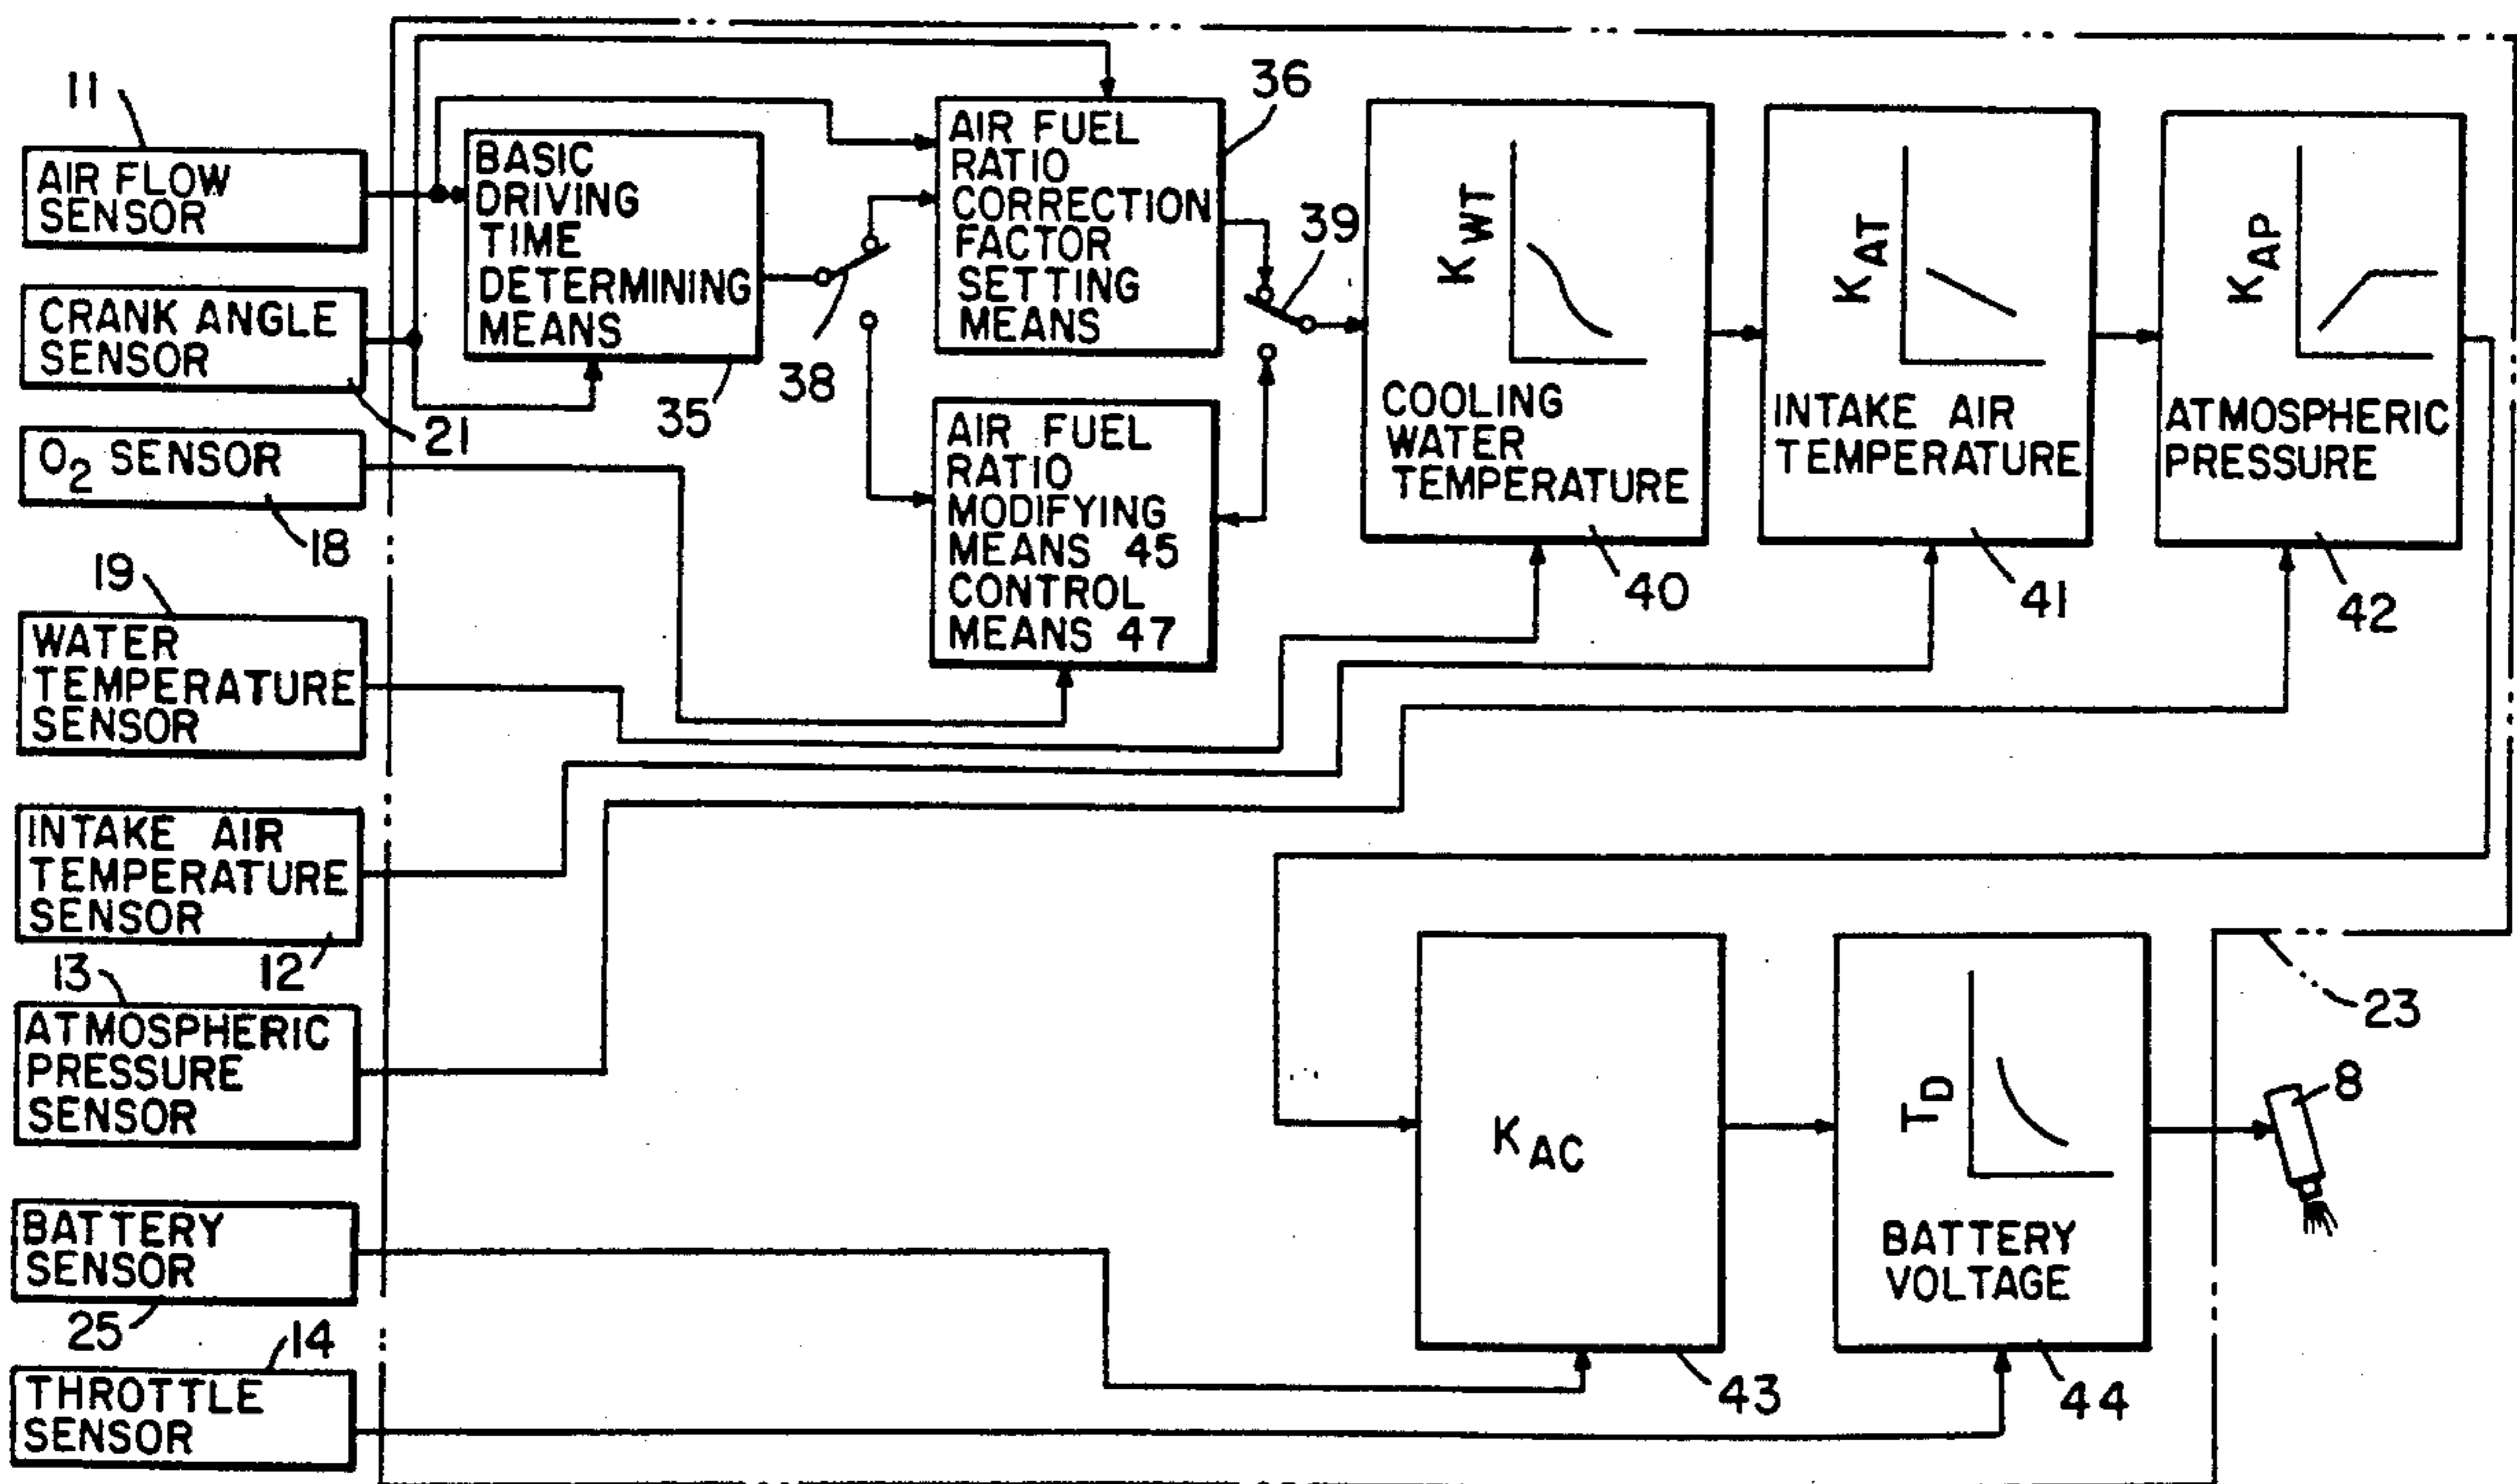 11
AIR FLOW
SENSOR
CRANK ANGLE
SENSOR
21
O2 SENSOR
18
19
WATER
TEMPERATURE
SENSOR
INTAKE AIR
TEMPERATURE
SENSOR
12
13
ATMOSPHERIC
PRESSURE
SENSOR
BATTERY
SENSOR
25
14
THROTTLE
SENSOR
BASIC
DRIVING
TIME
DETERMINING
MEANS
35
38
AIR FUEL
RATIO
CORRECTION
FACTOR
SETTING
MEANS
36
39
AIR FUEL
RATIO
MODIFYING
MEANS 45
CONTROL
MEANS 47
KWT
COOLING
WATER
TEMPERATURE
40
KAT
INTAKE AIR
TEMPERATURE
41
KAP
ATMOSPHERIC
PRESSURE
42
KAC
43
TD
BATTERY
VOLTAGE
44
23
8